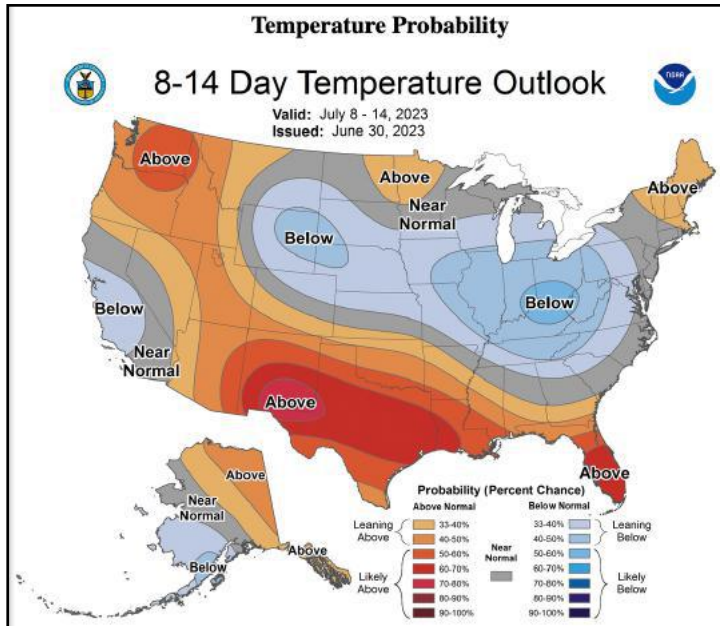 Temperature Probability
8-14 Day Temperature Outlook
NOAA
Valid: July 8 - 14, 2023
Issued: June 30, 2023
Above
Above
Near
Normal
Above
Below
Below
Below
Near
Normal
Above
Above
Above
Near
Normal
Below
Above
Probability (Percent Chance)
Above Normal
Below Normal
Leaning
Above
33-40%
40-50%
50-60%
60-70%
70-80%
80-90%
90-100%
Likely
Above
Near
Normal
33-40%
40-50%
50-60%
60-70%
70-80%
80-90%
90-100%
Leaning
Below
Likely
Below